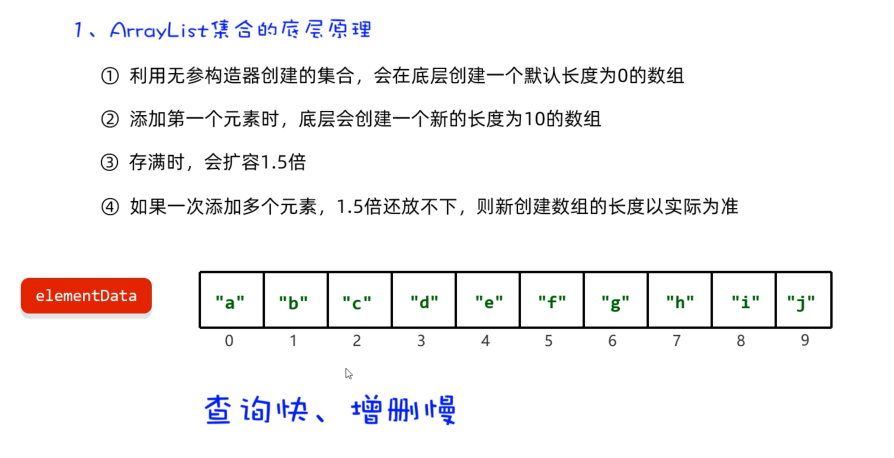 1、ArrayList集合的底层原理
① 利用无参构造器创建的集合，会在底层创建一个默认长度为0的数组
② 添加第一个元素时，底层会创建一个新的长度为10的数组
③ 存满时，会扩容1.5倍
④ 如果一次添加多个元素，1.5倍还放不下，则新创建数组的长度以实际为准
elementData "a" "b" "c" "d" "e" "f" "g" "h" "i" "j"
0 1 2 3 4 5 6 7 8 9
查询快、增删慢